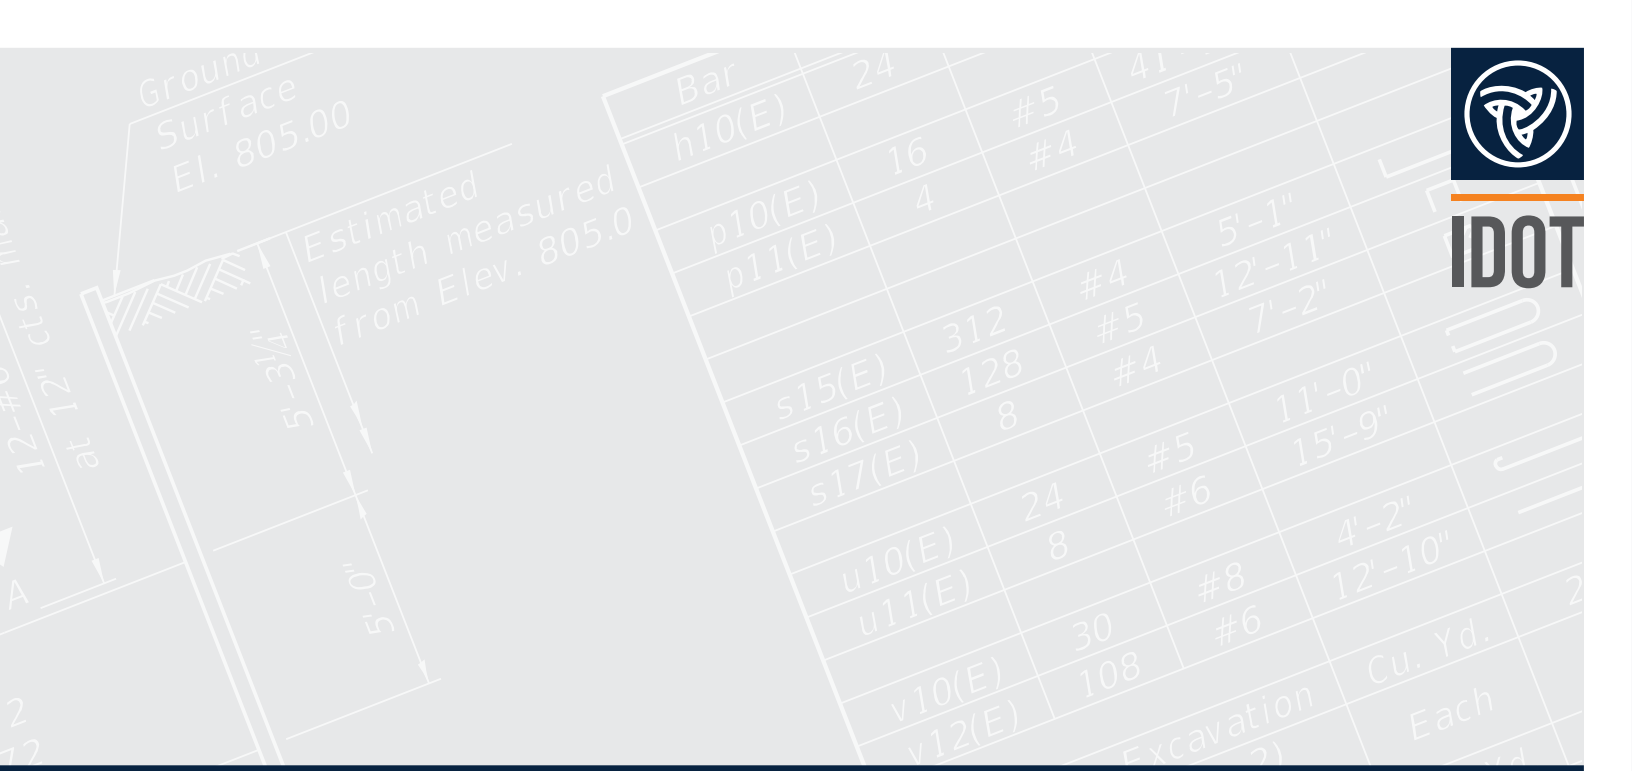 Ground
Surface
El. 805.00
Estimated
length measured
from Elev. 805.0
5'-3¼"
5'-0"
at 12" cts.
A
2
72
Bar
h10(E) 24 #5 7'-5"
p10(E) 16 #4
p11(E) 4
s15(E) 312 #4 5'-1"
s16(E) 128 #5 12'-11"
s17(E) 8 #4 7'-2"
u10(E) 24 #5 11'-0"
u11(E) 8 #6 15'-9"
v10(E) 30 #8 4'-2"
v12(E) 108 #6 12'-10"
Excavation Cu. Yd.
Each
IDOT